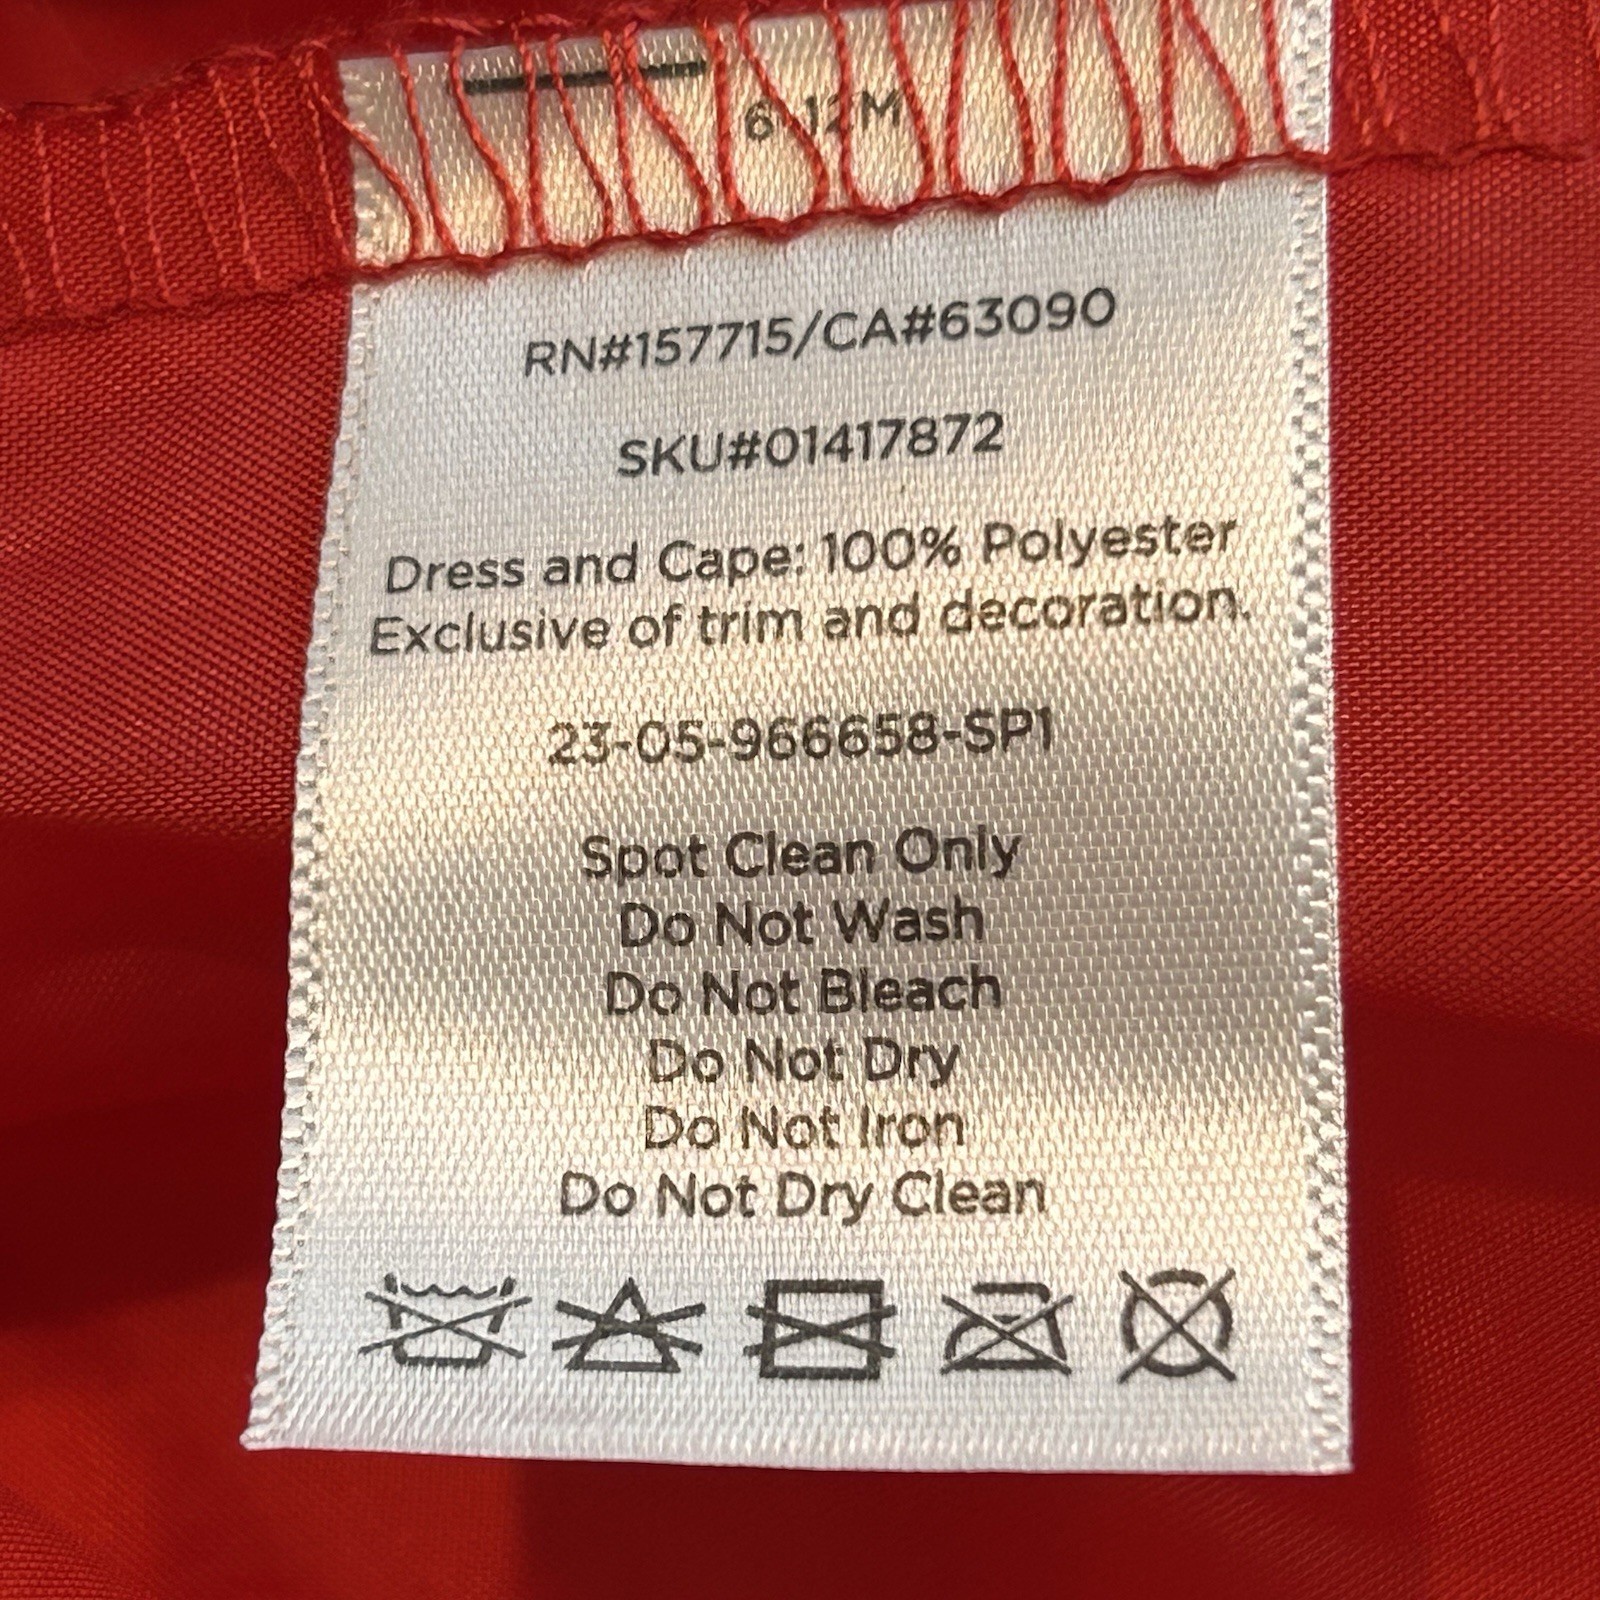 6-12M
RN#157715/CA#63090
SKU#01417872
Dress and Cape: 100% Polyester
Exclusive of trim and decoration.
23-05-966658-SP1
Spot Clean Only
Do Not Wash
Do Not Bleach
Do Not Dry
Do Not Iron
Do Not Dry Clean